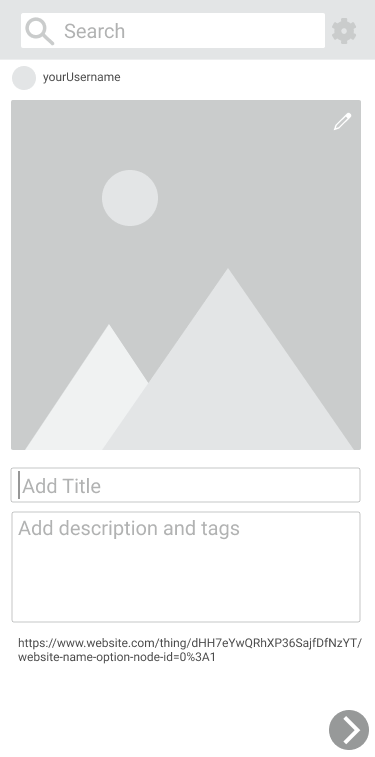 Search
yourUsername
Add Title
Add description and tags
https://www.website.com/thing/dHH7eYwQRhXP36SajfDfNzYT/
website-name-option-node-id=0%3A1